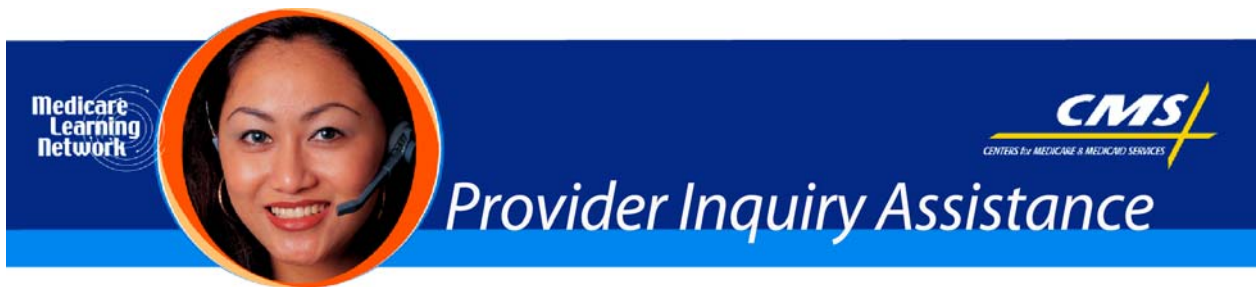 Medicare
Learning
Network
CMS
CENTERS for MEDICARE & MEDICAID SERVICES
Provider Inquiry Assistance